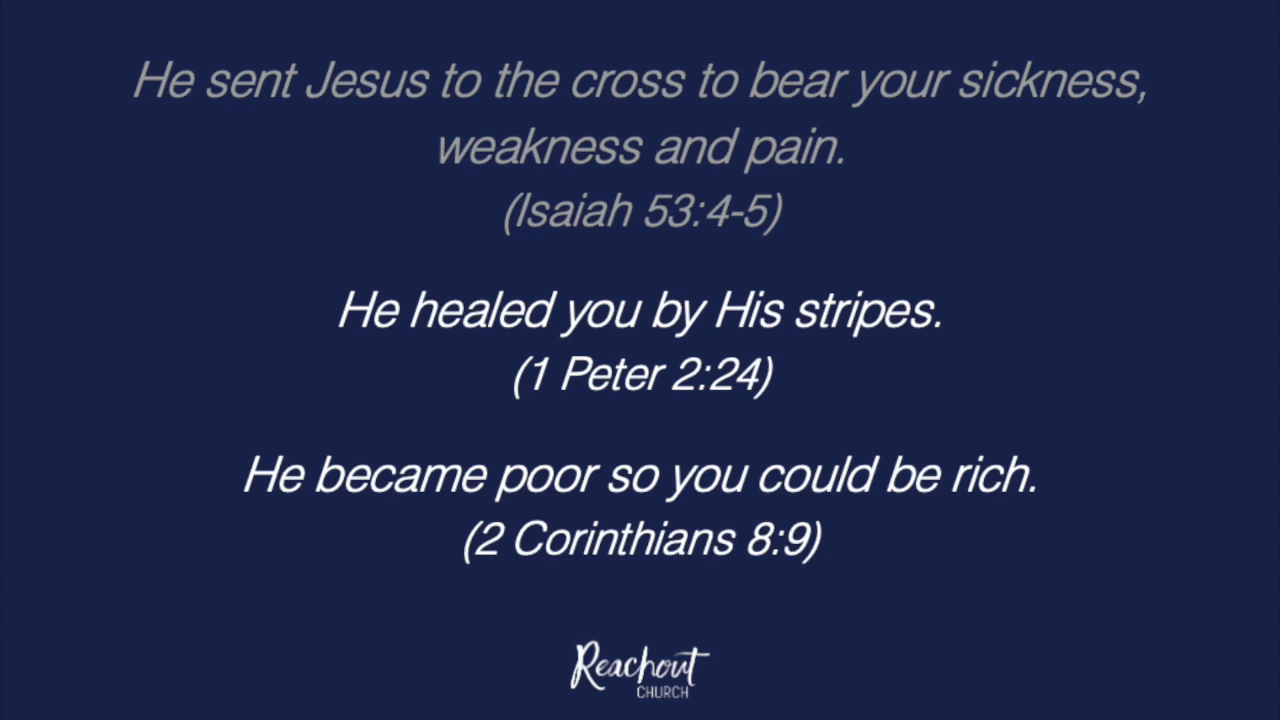 He sent Jesus to the cross to bear your sickness,
weakness and pain.
(Isaiah 53:4-5)
He healed you by His stripes.
(1 Peter 2:24)
He became poor so you could be rich.
(2 Corinthians 8:9)
Reachout
CHURCH